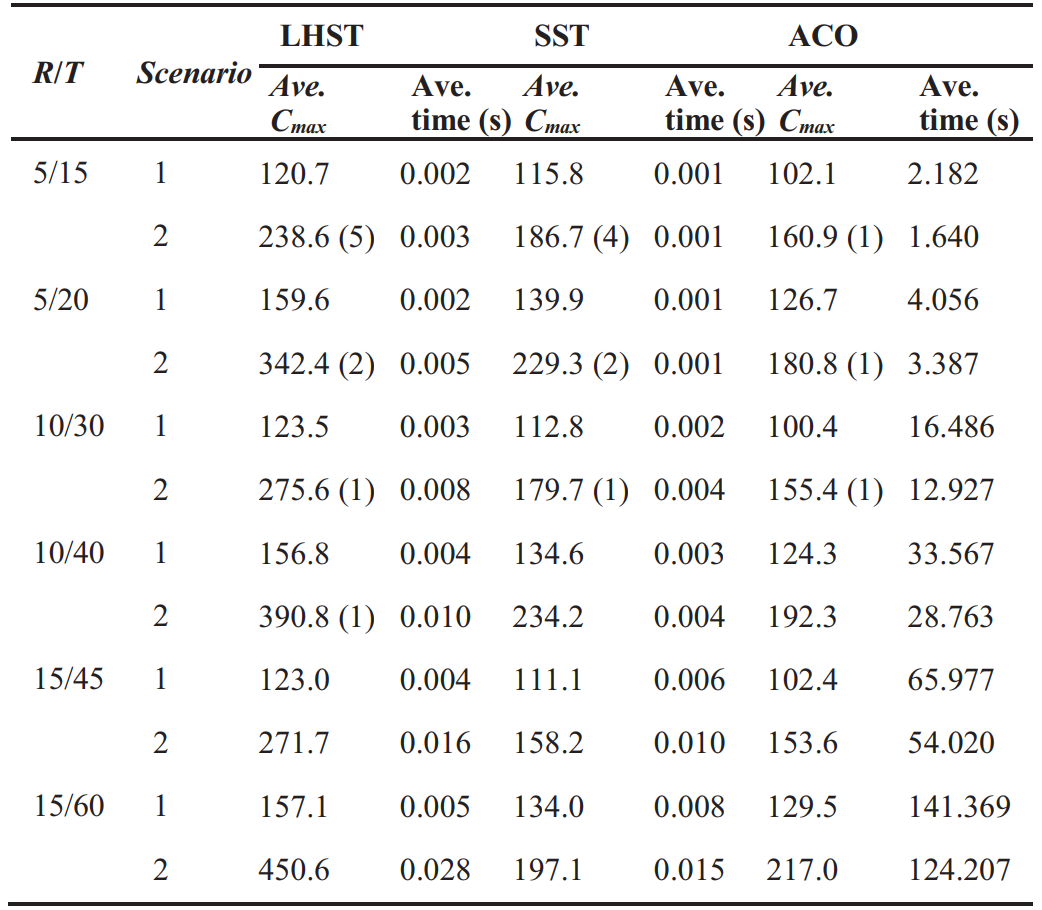 LHST SST ACO
R/T Scenario Ave. Cmax Ave. time (s) Ave. Cmax Ave. time (s) Ave. Cmax Ave. time (s)
5/15 1 120.7 0.002 115.8 0.001 102.1 2.182
2 238.6 (5) 0.003 186.7 (4) 0.001 160.9 (1) 1.640
5/20 1 159.6 0.002 139.9 0.001 126.7 4.056
2 342.4 (2) 0.005 229.3 (2) 0.001 180.8 (1) 3.387
10/30 1 123.5 0.003 112.8 0.002 100.4 16.486
2 275.6 (1) 0.008 179.7 (1) 0.004 155.4 (1) 12.927
10/40 1 156.8 0.004 134.6 0.003 124.3 33.567
2 390.8 (1) 0.010 234.2 0.004 192.3 28.763
15/45 1 123.0 0.004 111.1 0.006 102.4 65.977
2 271.7 0.016 158.2 0.010 153.6 54.020
15/60 1 157.1 0.005 134.0 0.008 129.5 141.369
2 450.6 0.028 197.1 0.015 217.0 124.207